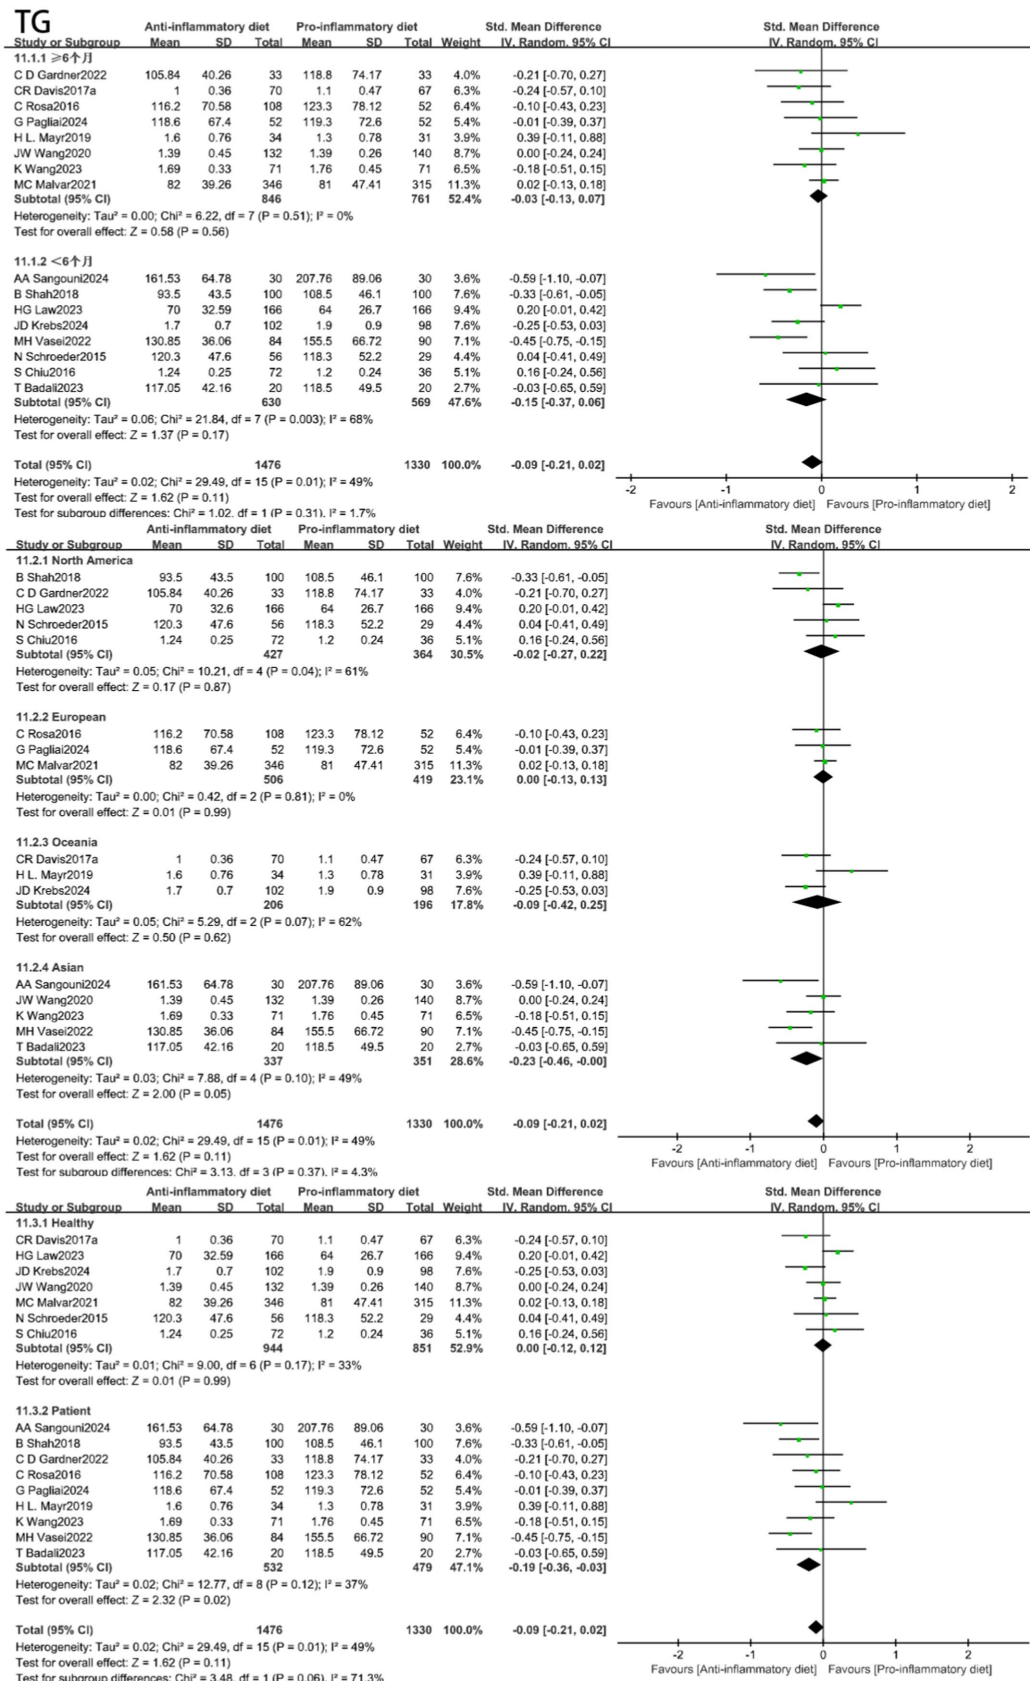 TG
Anti-inflammatory diet Pro-inflammatory diet Std. Mean Difference Std. Mean Difference
Study or Subgroup Mean SD Total Mean SD Total Weight IV. Random. 95% CI IV. Random. 95% CI
11.1.1 ≥6个月
C D Gardner2022 105.84 40.26 33 118.8 74.17 33 4.0% -0.21 [-0.70, 0.27]
CR Davis2017a 1 0.36 70 1.1 0.47 67 6.3% -0.24 [-0.57, 0.10]
C Rosa2016 116.2 70.58 108 123.3 78.12 52 6.4% -0.10 [-0.43, 0.23]
G Pagliai2024 118.6 67.4 52 119.3 72.6 52 5.4% -0.01 [-0.39, 0.37]
H L. Mayr2019 1.6 0.76 34 1.3 0.78 31 3.9% 0.39 [-0.11, 0.88]
JW Wang2020 1.39 0.45 132 1.39 0.26 140 8.7% 0.00 [-0.24, 0.24]
K Wang2023 1.69 0.33 71 1.76 0.45 71 6.5% -0.18 [-0.51, 0.15]
MC Malvar2021 82 39.26 346 81 47.41 315 11.3% 0.02 [-0.13, 0.18]
Subtotal (95% CI) 846 761 52.4% -0.03 [-0.13, 0.07]
Heterogeneity: Tau² = 0.00; Chi² = 6.22, df = 7 (P = 0.51); I² = 0%
Test for overall effect: Z = 0.58 (P = 0.56)
11.1.2 <6个月
AA Sangouni2024 161.53 64.78 30 207.76 89.06 30 3.6% -0.59 [-1.10, -0.07]
B Shah2018 93.5 43.5 100 108.5 46.1 100 7.6% -0.33 [-0.61, -0.05]
HG Law2023 70 32.59 166 64 26.7 166 9.4% 0.20 [-0.01, 0.42]
JD Krebs2024 1.7 0.7 102 1.9 0.9 98 7.6% -0.25 [-0.53, 0.03]
MH Vasei2022 130.85 36.06 84 155.5 66.72 90 7.1% -0.45 [-0.75, -0.15]
N Schroeder2015 120.3 47.6 56 118.3 52.2 29 4.4% 0.04 [-0.41, 0.49]
S Chiu2016 1.24 0.25 72 1.2 0.24 36 5.1% 0.16 [-0.24, 0.56]
T Badali2023 117.05 42.16 20 118.5 49.5 20 2.7% -0.03 [-0.65, 0.59]
Subtotal (95% CI) 630 569 47.6% -0.15 [-0.37, 0.06]
Heterogeneity: Tau² = 0.06; Chi² = 21.84, df = 7 (P = 0.003); I² = 68%
Test for overall effect: Z = 1.37 (P = 0.17)
Total (95% CI) 1476 1330 100.0% -0.09 [-0.21, 0.02]
Heterogeneity: Tau² = 0.02; Chi² = 29.49, df = 15 (P = 0.01); I² = 49%
-2 -1 0 1 2
Test for overall effect: Z = 1.62 (P = 0.11)
Favours [Anti-inflammatory diet] Favours [Pro-inflammatory diet]
Test for subgroup differences: Chi² = 1.02. df = 1 (P = 0.31). I² = 1.7%
Anti-inflammatory diet Pro-inflammatory diet Std. Mean Difference Std. Mean Difference
Study or Subgroup Mean SD Total Mean SD Total Weight IV. Random. 95% CI IV. Random. 95% CI
11.2.1 North America
B Shah2018 93.5 43.5 100 108.5 46.1 100 7.6% -0.33 [-0.61, -0.05]
C D Gardner2022 105.84 40.26 33 118.8 74.17 33 4.0% -0.21 [-0.70, 0.27]
HG Law2023 70 32.6 166 64 26.7 166 9.4% 0.20 [-0.01, 0.42]
N Schroeder2015 120.3 47.6 56 118.3 52.2 29 4.4% 0.04 [-0.41, 0.49]
S Chiu2016 1.24 0.25 72 1.2 0.24 36 5.1% 0.16 [-0.24, 0.56]
Subtotal (95% CI) 427 364 30.5% -0.02 [-0.27, 0.22]
Heterogeneity: Tau² = 0.05; Chi² = 10.21, df = 4 (P = 0.04); I² = 61%
Test for overall effect: Z = 0.17 (P = 0.87)
11.2.2 European
C Rosa2016 116.2 70.58 108 123.3 78.12 52 6.4% -0.10 [-0.43, 0.23]
G Pagliai2024 118.6 67.4 52 119.3 72.6 52 5.4% -0.01 [-0.39, 0.37]
MC Malvar2021 82 39.26 346 81 47.41 315 11.3% 0.02 [-0.13, 0.18]
Subtotal (95% CI) 506 419 23.1% 0.00 [-0.13, 0.13]
Heterogeneity: Tau² = 0.00; Chi² = 0.42, df = 2 (P = 0.81); I² = 0%
Test for overall effect: Z = 0.01 (P = 0.99)
11.2.3 Oceania
CR Davis2017a 1 0.36 70 1.1 0.47 67 6.3% -0.24 [-0.57, 0.10]
H L. Mayr2019 1.6 0.76 34 1.3 0.78 31 3.9% 0.39 [-0.11, 0.88]
JD Krebs2024 1.7 0.7 102 1.9 0.9 98 7.6% -0.25 [-0.53, 0.03]
Subtotal (95% CI) 206 196 17.8% -0.09 [-0.42, 0.25]
Heterogeneity: Tau² = 0.05; Chi² = 5.29, df = 2 (P = 0.07); I² = 62%
Test for overall effect: Z = 0.50 (P = 0.62)
11.2.4 Asian
AA Sangouni2024 161.53 64.78 30 207.76 89.06 30 3.6% -0.59 [-1.10, -0.07]
JW Wang2020 1.39 0.45 132 1.39 0.26 140 8.7% 0.00 [-0.24, 0.24]
K Wang2023 1.69 0.33 71 1.76 0.45 71 6.5% -0.18 [-0.51, 0.15]
MH Vasei2022 130.85 36.06 84 155.5 66.72 90 7.1% -0.45 [-0.75, -0.15]
T Badali2023 117.05 42.16 20 118.5 49.5 20 2.7% -0.03 [-0.65, 0.59]
Subtotal (95% CI) 337 351 28.6% -0.23 [-0.46, -0.00]
Heterogeneity: Tau² = 0.03; Chi² = 7.88, df = 4 (P = 0.10); I² = 49%
Test for overall effect: Z = 2.00 (P = 0.05)
Total (95% CI) 1476 1330 100.0% -0.09 [-0.21, 0.02]
Heterogeneity: Tau² = 0.02; Chi² = 29.49, df = 15 (P = 0.01); I² = 49%
-2 -1 0 1 2
Test for overall effect: Z = 1.62 (P = 0.11)
Favours [Anti-inflammatory diet] Favours [Pro-inflammatory diet]
Test for subgroup differences: Chi² = 3.13. df = 3 (P = 0.37). I² = 4.3%
Anti-inflammatory diet Pro-inflammatory diet Std. Mean Difference Std. Mean Difference
Study or Subgroup Mean SD Total Mean SD Total Weight IV. Random. 95% CI IV. Random. 95% CI
11.3.1 Healthy
CR Davis2017a 1 0.36 70 1.1 0.47 67 6.3% -0.24 [-0.57, 0.10]
HG Law2023 70 32.59 166 64 26.7 166 9.4% 0.20 [-0.01, 0.42]
JD Krebs2024 1.7 0.7 102 1.9 0.9 98 7.6% -0.25 [-0.53, 0.03]
JW Wang2020 1.39 0.45 132 1.39 0.26 140 8.7% 0.00 [-0.24, 0.24]
MC Malvar2021 82 39.26 346 81 47.41 315 11.3% 0.02 [-0.13, 0.18]
N Schroeder2015 120.3 47.6 56 118.3 52.2 29 4.4% 0.04 [-0.41, 0.49]
S Chiu2016 1.24 0.25 72 1.2 0.24 36 5.1% 0.16 [-0.24, 0.56]
Subtotal (95% CI) 944 851 52.9% 0.00 [-0.12, 0.12]
Heterogeneity: Tau² = 0.01; Chi² = 9.00, df = 6 (P = 0.17); I² = 33%
Test for overall effect: Z = 0.01 (P = 0.99)
11.3.2 Patient
AA Sangouni2024 161.53 64.78 30 207.76 89.06 30 3.6% -0.59 [-1.10, -0.07]
B Shah2018 93.5 43.5 100 108.5 46.1 100 7.6% -0.33 [-0.61, -0.05]
C D Gardner2022 105.84 40.26 33 118.8 74.17 33 4.0% -0.21 [-0.70, 0.27]
C Rosa2016 116.2 70.58 108 123.3 78.12 52 6.4% -0.10 [-0.43, 0.23]
G Pagliai2024 118.6 67.4 52 119.3 72.6 52 5.4% -0.01 [-0.39, 0.37]
H L. Mayr2019 1.6 0.76 34 1.3 0.78 31 3.9% 0.39 [-0.11, 0.88]
K Wang2023 1.69 0.33 71 1.76 0.45 71 6.5% -0.18 [-0.51, 0.15]
MH Vasei2022 130.85 36.06 84 155.5 66.72 90 7.1% -0.45 [-0.75, -0.15]
T Badali2023 117.05 42.16 20 118.5 49.5 20 2.7% -0.03 [-0.65, 0.59]
Subtotal (95% CI) 532 479 47.1% -0.19 [-0.36, -0.03]
Heterogeneity: Tau² = 0.02; Chi² = 12.77, df = 8 (P = 0.12); I² = 37%
Test for overall effect: Z = 2.32 (P = 0.02)
Total (95% CI) 1476 1330 100.0% -0.09 [-0.21, 0.02]
Heterogeneity: Tau² = 0.02; Chi² = 29.49, df = 15 (P = 0.01); I² = 49%
-2 -1 0 1 2
Test for overall effect: Z = 1.62 (P = 0.11)
Favours [Anti-inflammatory diet] Favours [Pro-inflammatory diet]
Test for subgroup differences: Chi² = 3.48. df = 1 (P = 0.06). I² = 71.3%